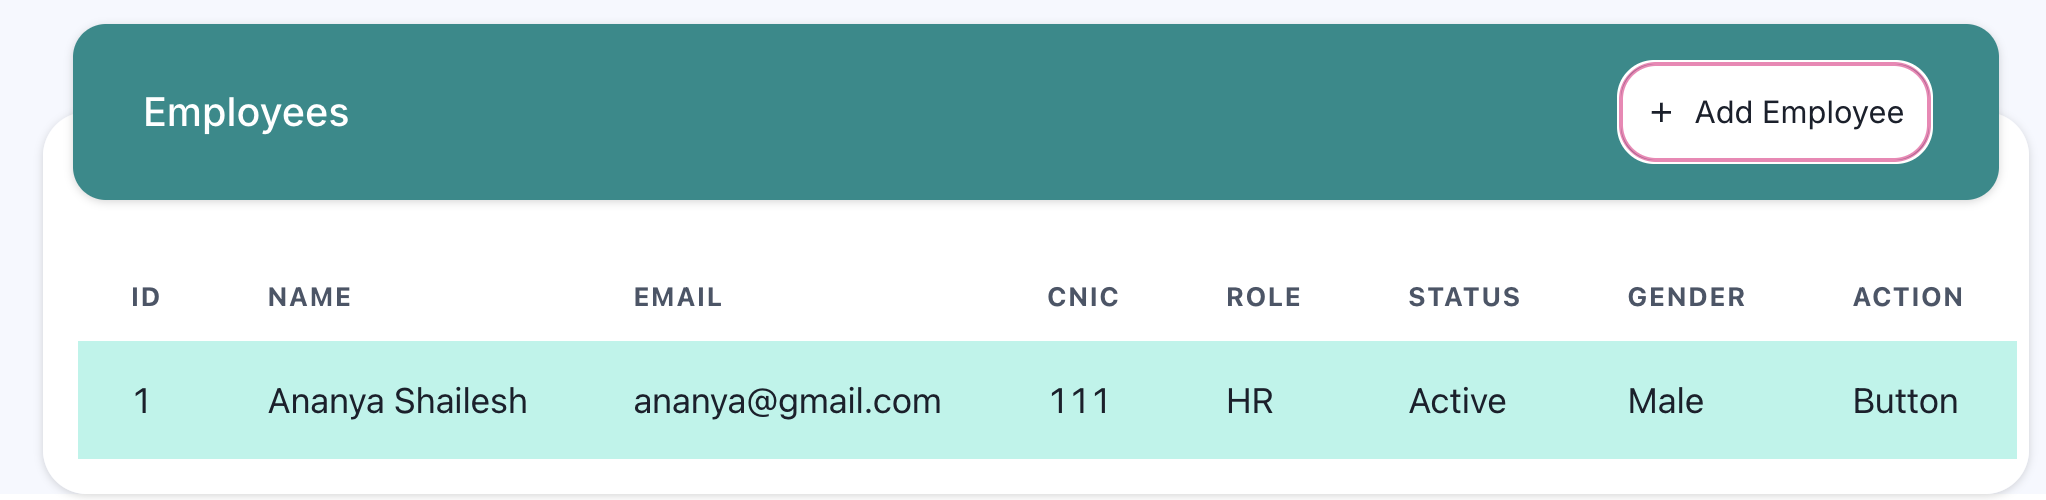 Employees
+ Add Employee
ID NAME EMAIL CNIC ROLE STATUS GENDER ACTION
1 Ananya Shailesh ananya@gmail.com 111 HR Active Male Button